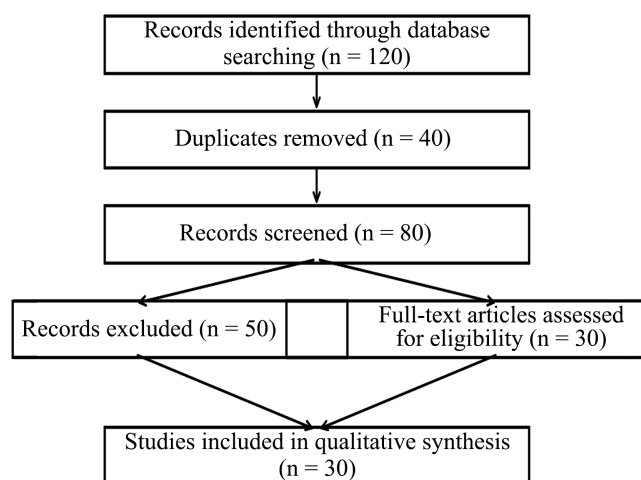 Records identified through database
searching (n = 120)
Duplicates removed (n = 40)
Records screened (n = 80)
Records excluded (n = 50)
Full-text articles assessed
for eligibility (n = 30)
Studies included in qualitative synthesis
(n = 30)